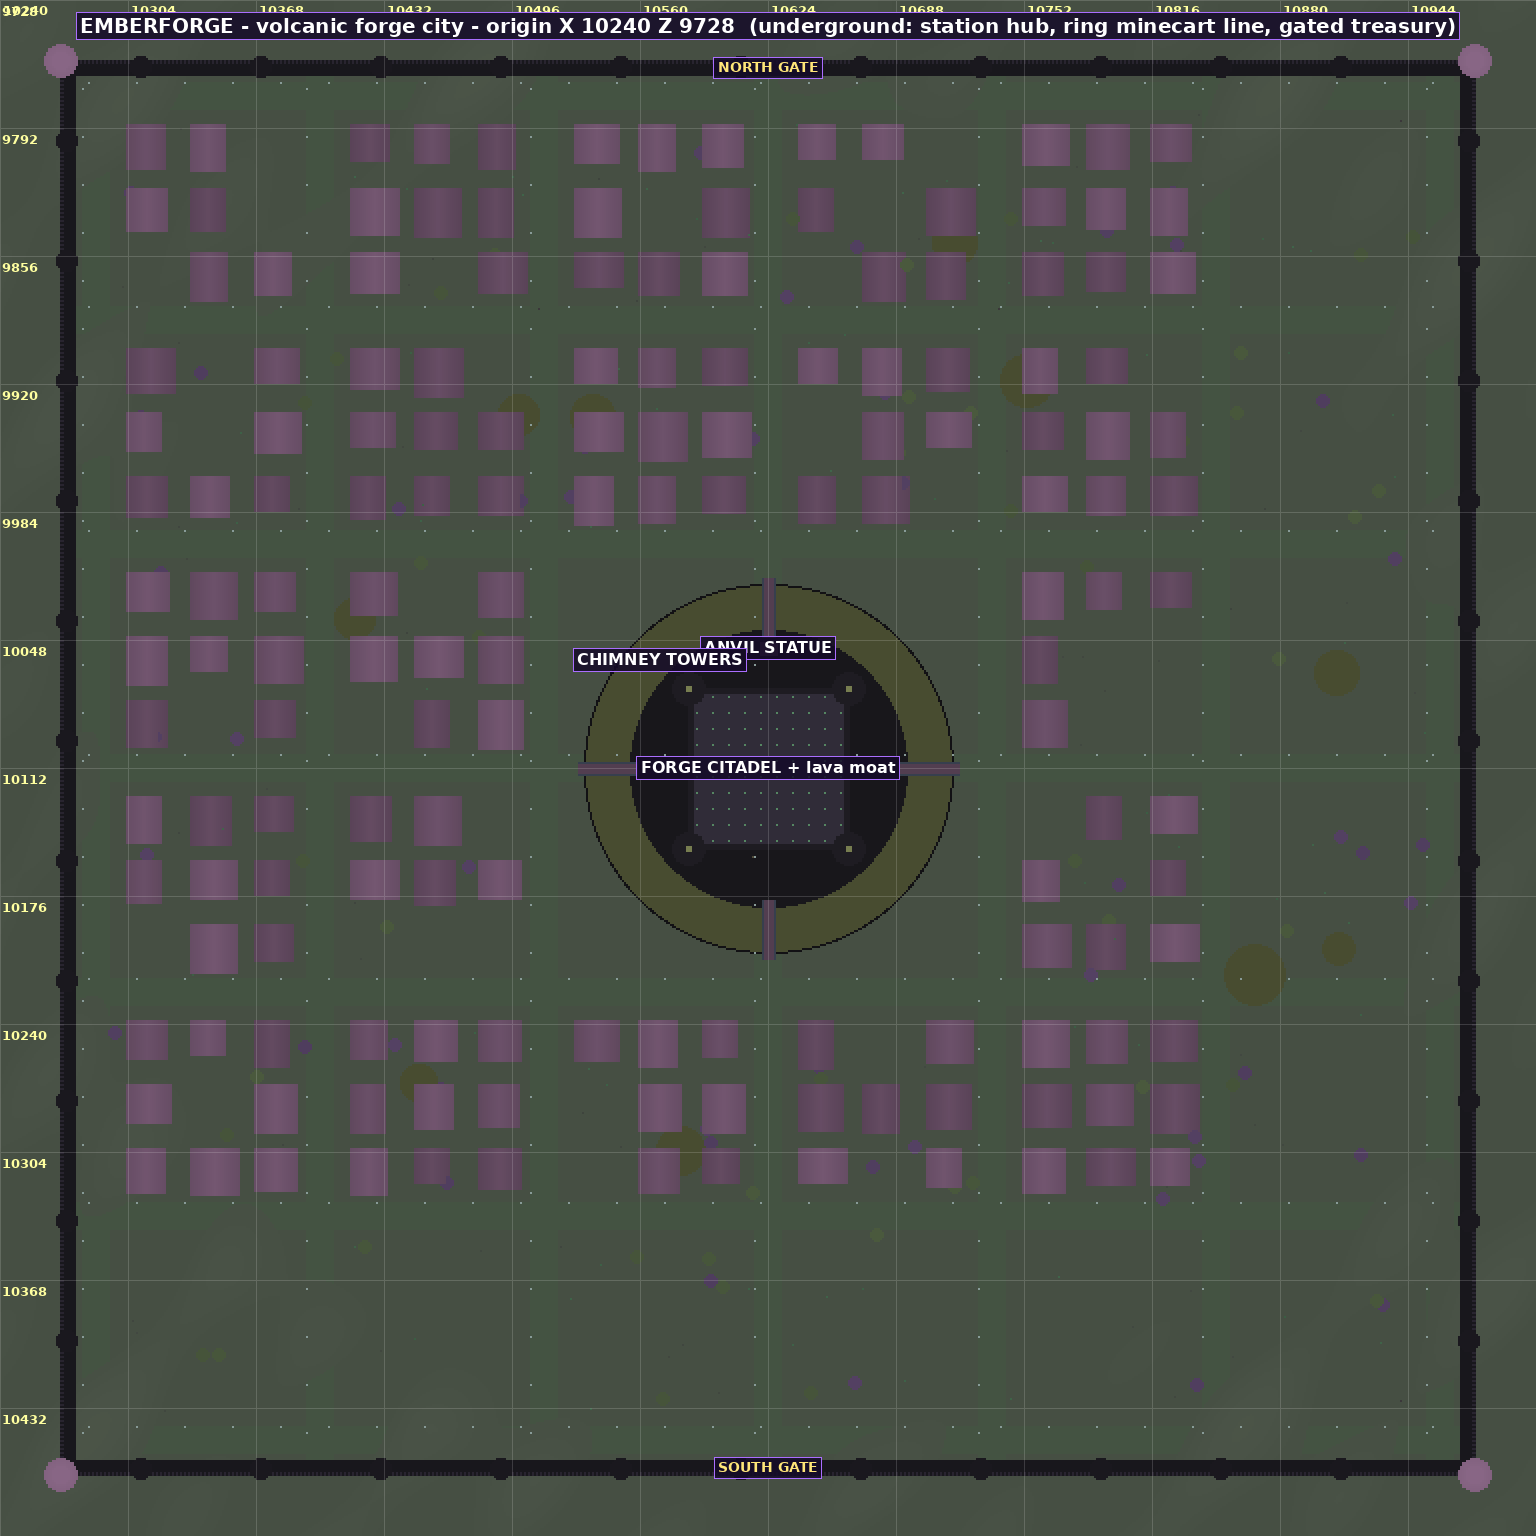 10304 10368 10432 10496 10560 10624 10688 10752 10816 10880 10944
EMBERFORGE - volcanic forge city - origin X 10240 Z 9728 (underground: station hub, ring minecart line, gated treasury)
NORTH GATE
9792
9856
9920
9984
10048
ANVIL STATUE
CHIMNEY TOWERS
FORGE CITADEL + lava moat
10112
10176
10240
10304
10368
10432
SOUTH GATE